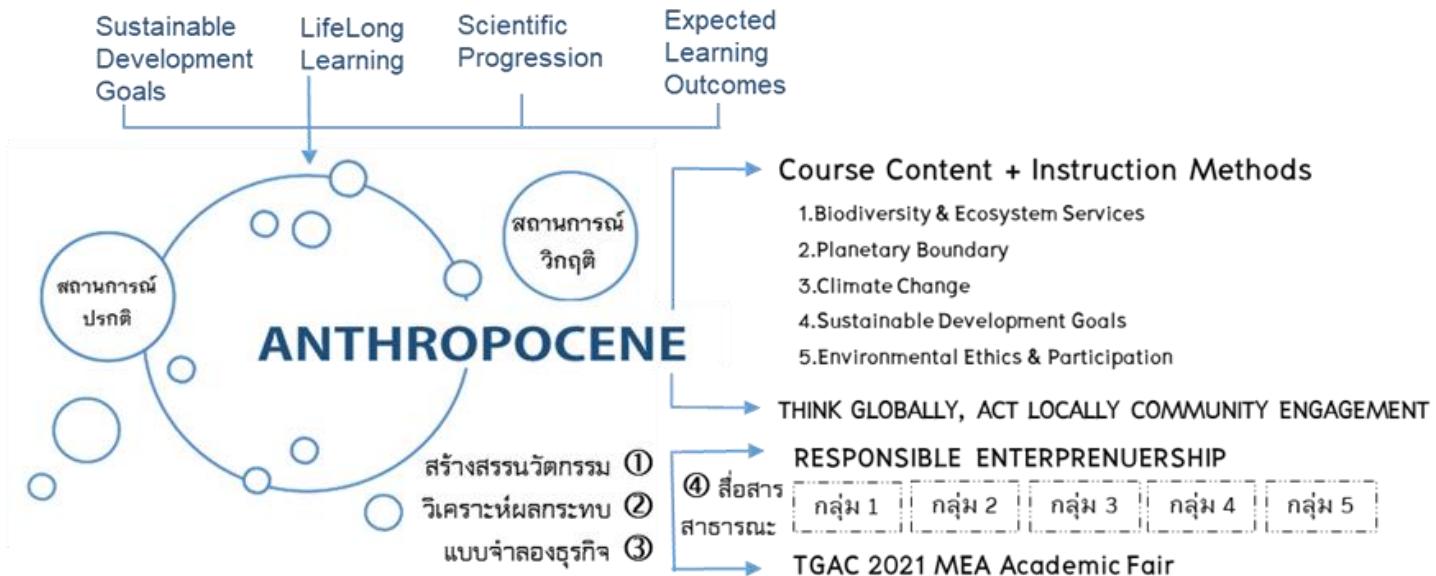 Sustainable
Development
Goals
LifeLong
Learning
Scientific
Progression
Expected
Learning
Outcomes
สถานการณ์
ปรกติ
สถานการณ์
วิกฤติ
ANTHROPOCENE
Course Content + Instruction Methods
1.Biodiversity & Ecosystem Services
2.Planetary Boundary
3.Climate Change
4.Sustainable Development Goals
5.Environmental Ethics & Participation
THINK GLOBALLY, ACT LOCALLY COMMUNITY ENGAGEMENT
สร้างสรรนวัตกรรม ①
วิเคราะห์ผลกระทบ ②
แบบจำลองธุรกิจ ③
④ สื่อสาร
สาธารณะ
RESPONSIBLE ENTERPRENUERSHIP
กลุ่ม 1 กลุ่ม 2 กลุ่ม 3 กลุ่ม 4 กลุ่ม 5
TGAC 2021 MEA Academic Fair